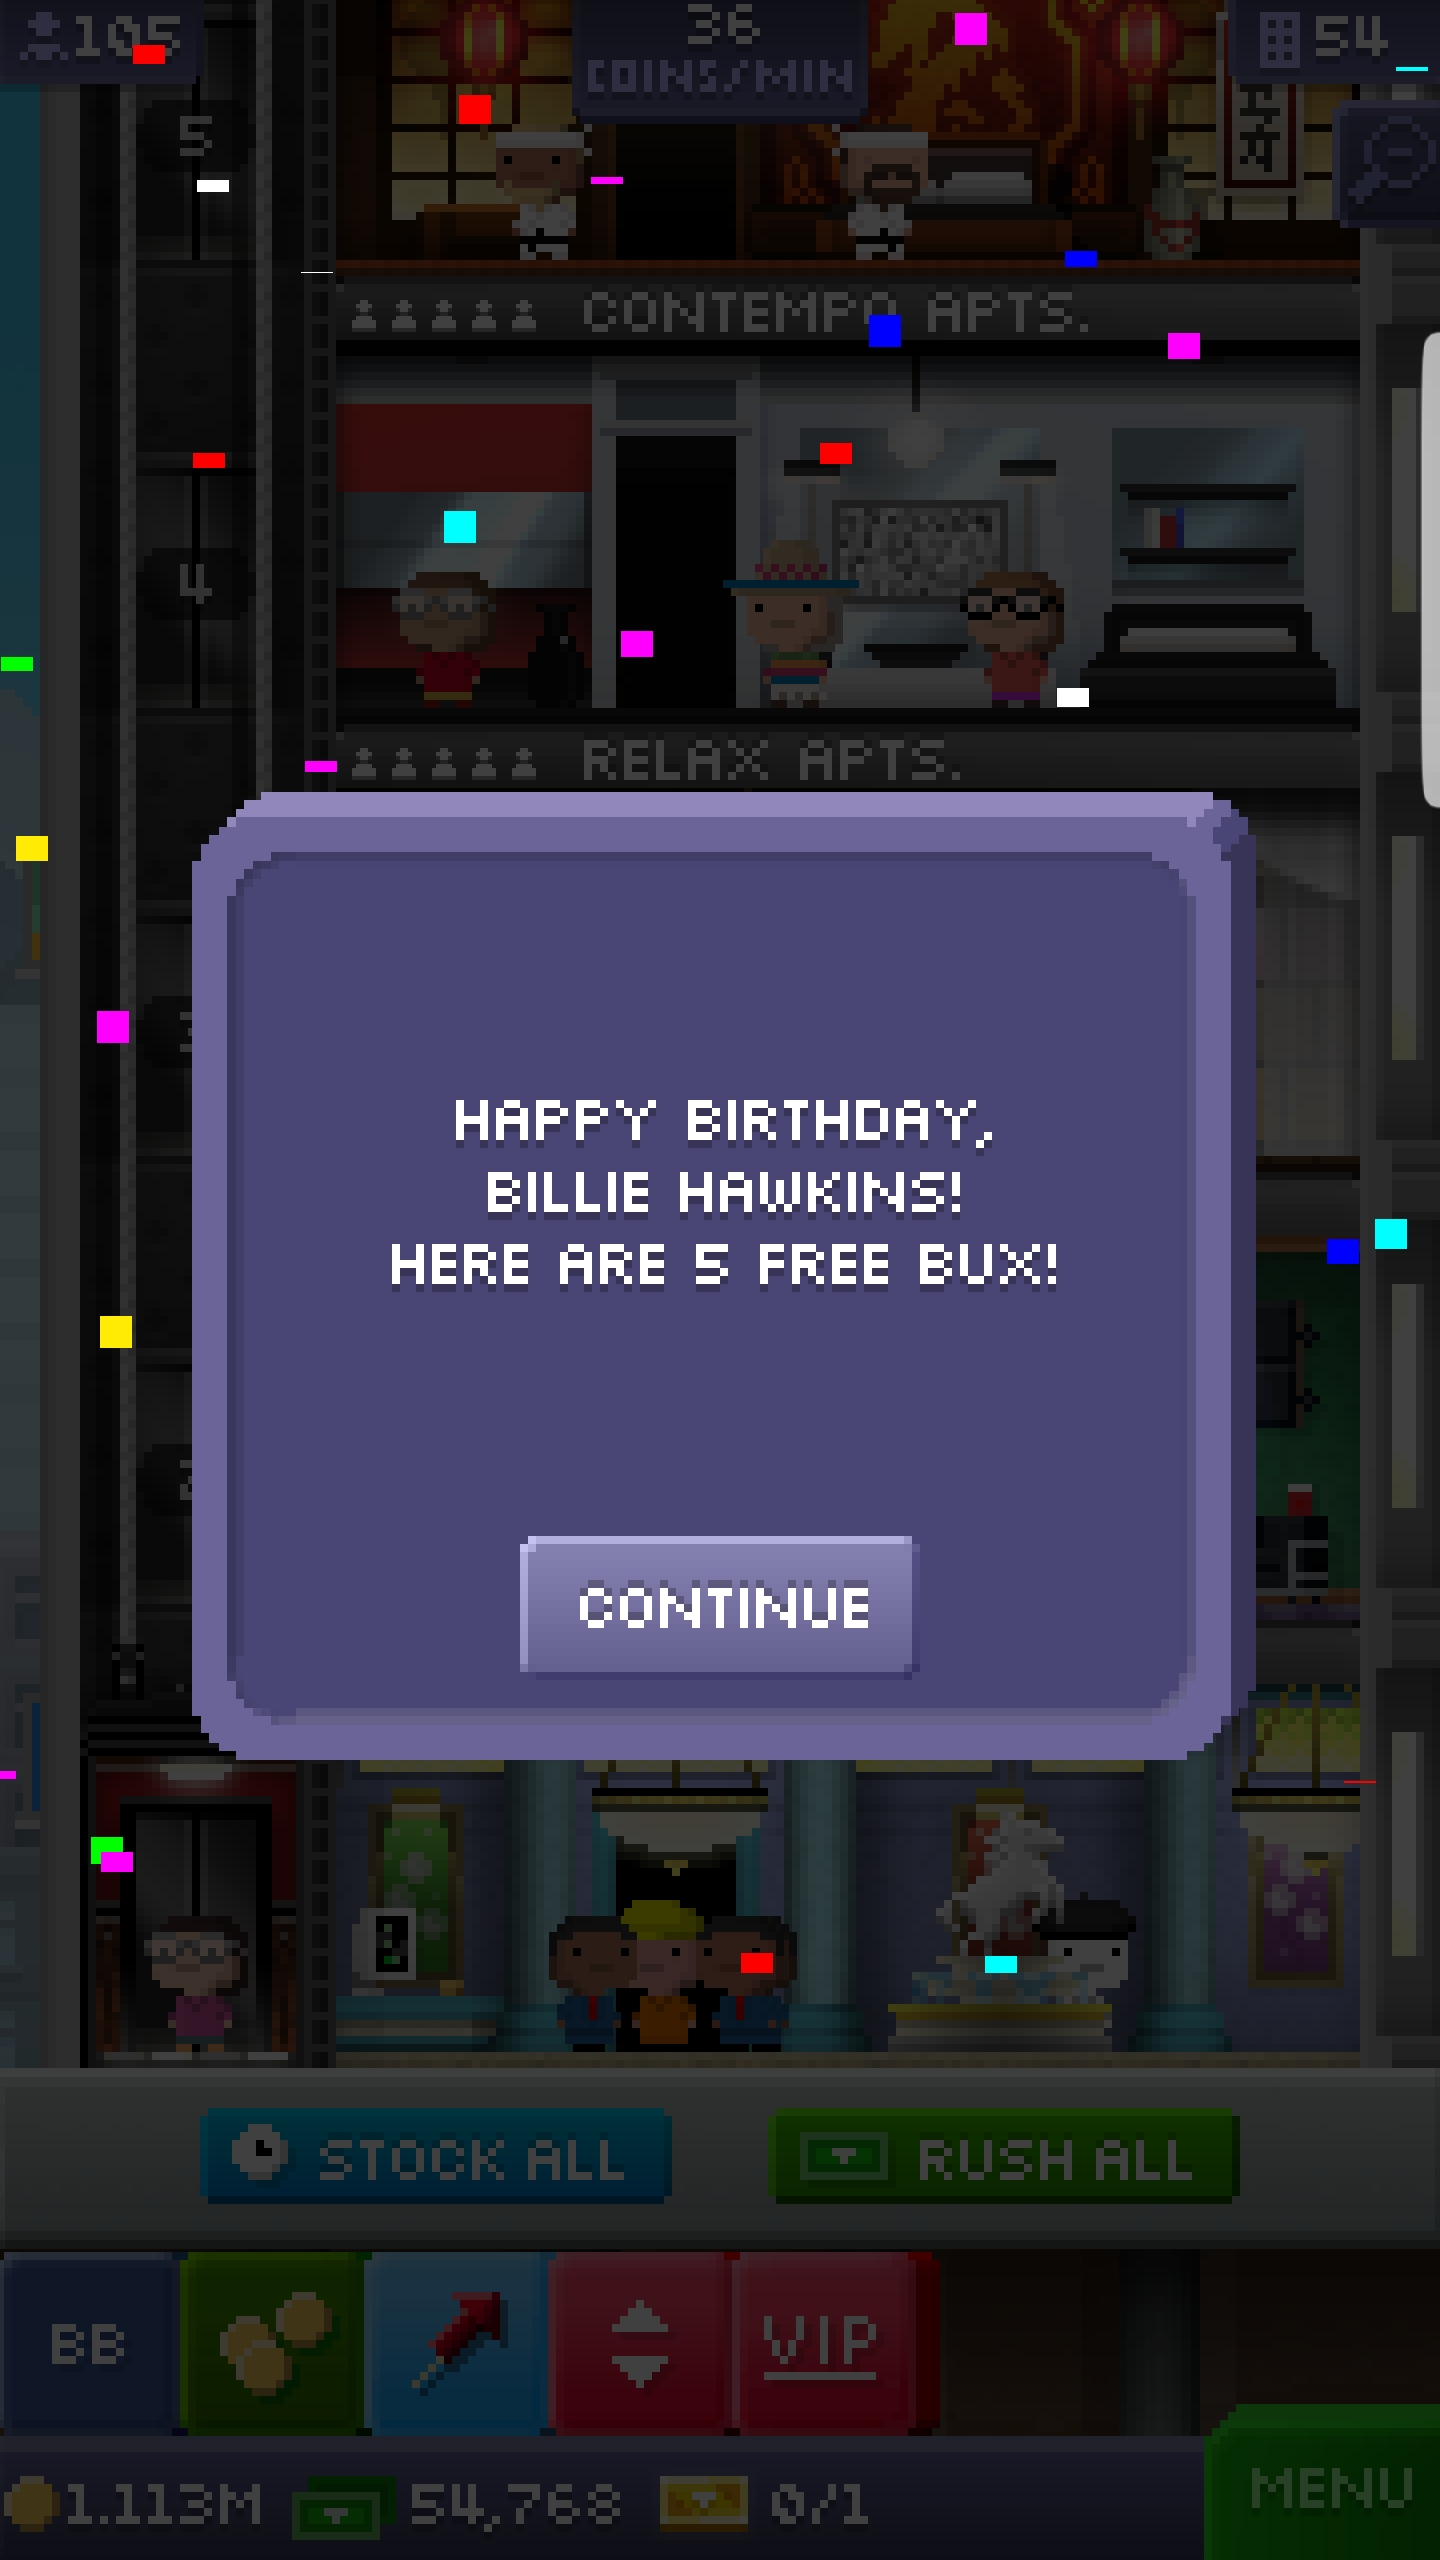 105
36
COINS/MIN
54
5
CONTEMPO APTS.
4
RELAX APTS.
HAPPY BIRTHDAY,
BILLIE HAWKINS!
HERE ARE 5 FREE BUX!
CONTINUE
STOCK ALL
RUSH ALL
BB
VIP
1.113M
54,768
0/1
MENU